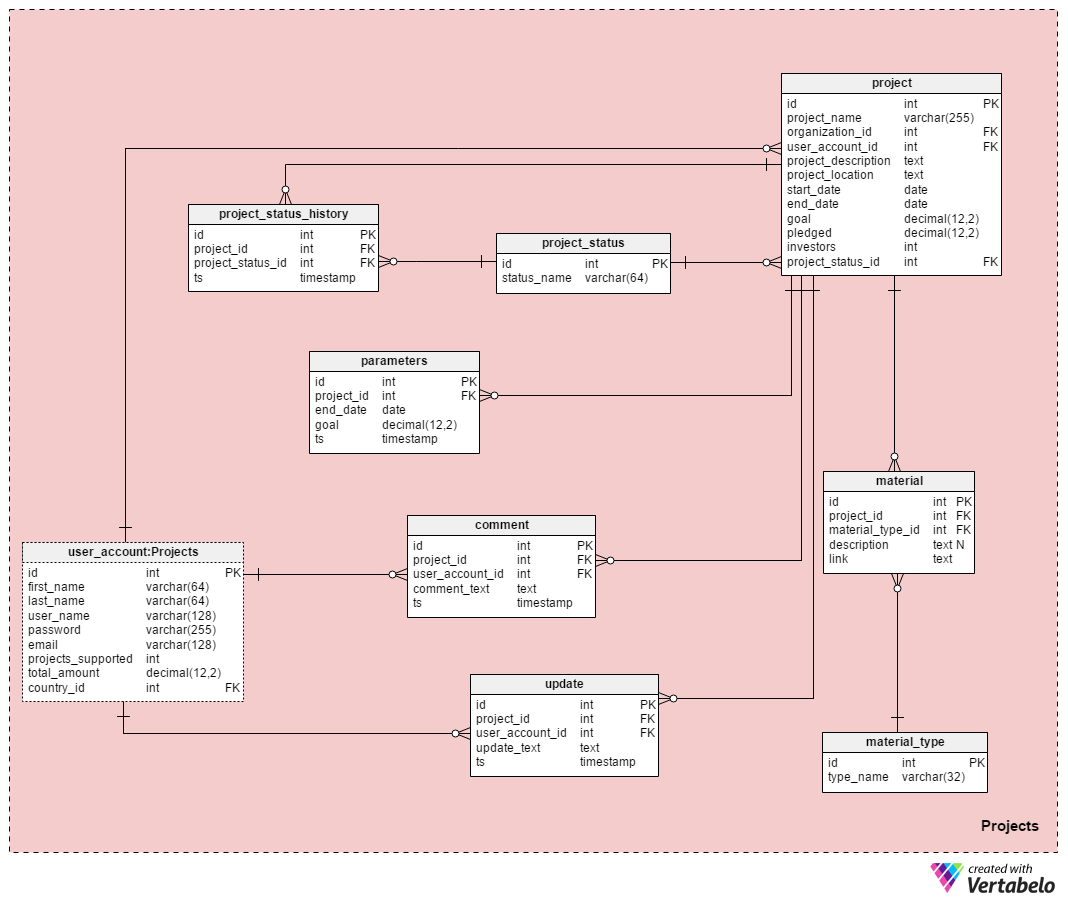 project
id int PK
project_name varchar(255)
organization_id int FK
user_account_id int FK
project_description text
project_location text
start_date date
end_date date
goal decimal(12,2)
pledged decimal(12,2)
investors int
project_status_id int FK
project_status_history
id int PK
project_id int FK
project_status_id int FK
ts timestamp
project_status
id int PK
status_name varchar(64)
parameters
id int PK
project_id int FK
end_date date
goal decimal(12,2)
ts timestamp
material
id int PK
project_id int FK
material_type_id int FK
description text N
link text
comment
id int PK
project_id int FK
user_account_id int FK
comment_text text
ts timestamp
user_account:Projects
id int PK
first_name varchar(64)
last_name varchar(64)
user_name varchar(128)
password varchar(255)
email varchar(128)
projects_supported int
total_amount decimal(12,2)
country_id int FK
update
id int PK
project_id int FK
user_account_id int FK
update_text text
ts timestamp
material_type
id int PK
type_name varchar(32)
Projects
created with
Vertabelo